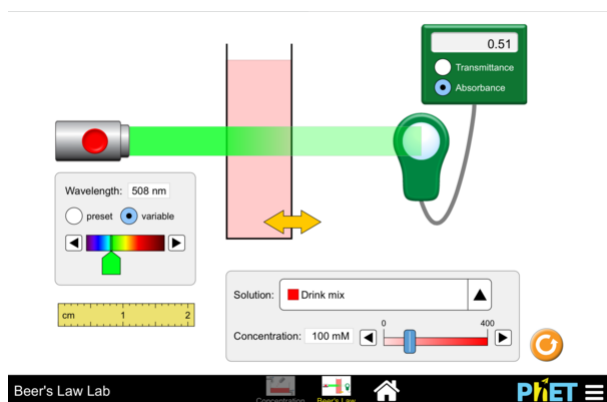 0.51
Transmittance
Absorbance
Wavelength: 508 nm
preset variable
cm 1 2
Solution: Drink mix
0 400
Concentration: 100 mM
Beer's Law Lab
Concentration Beer's Law
PhET